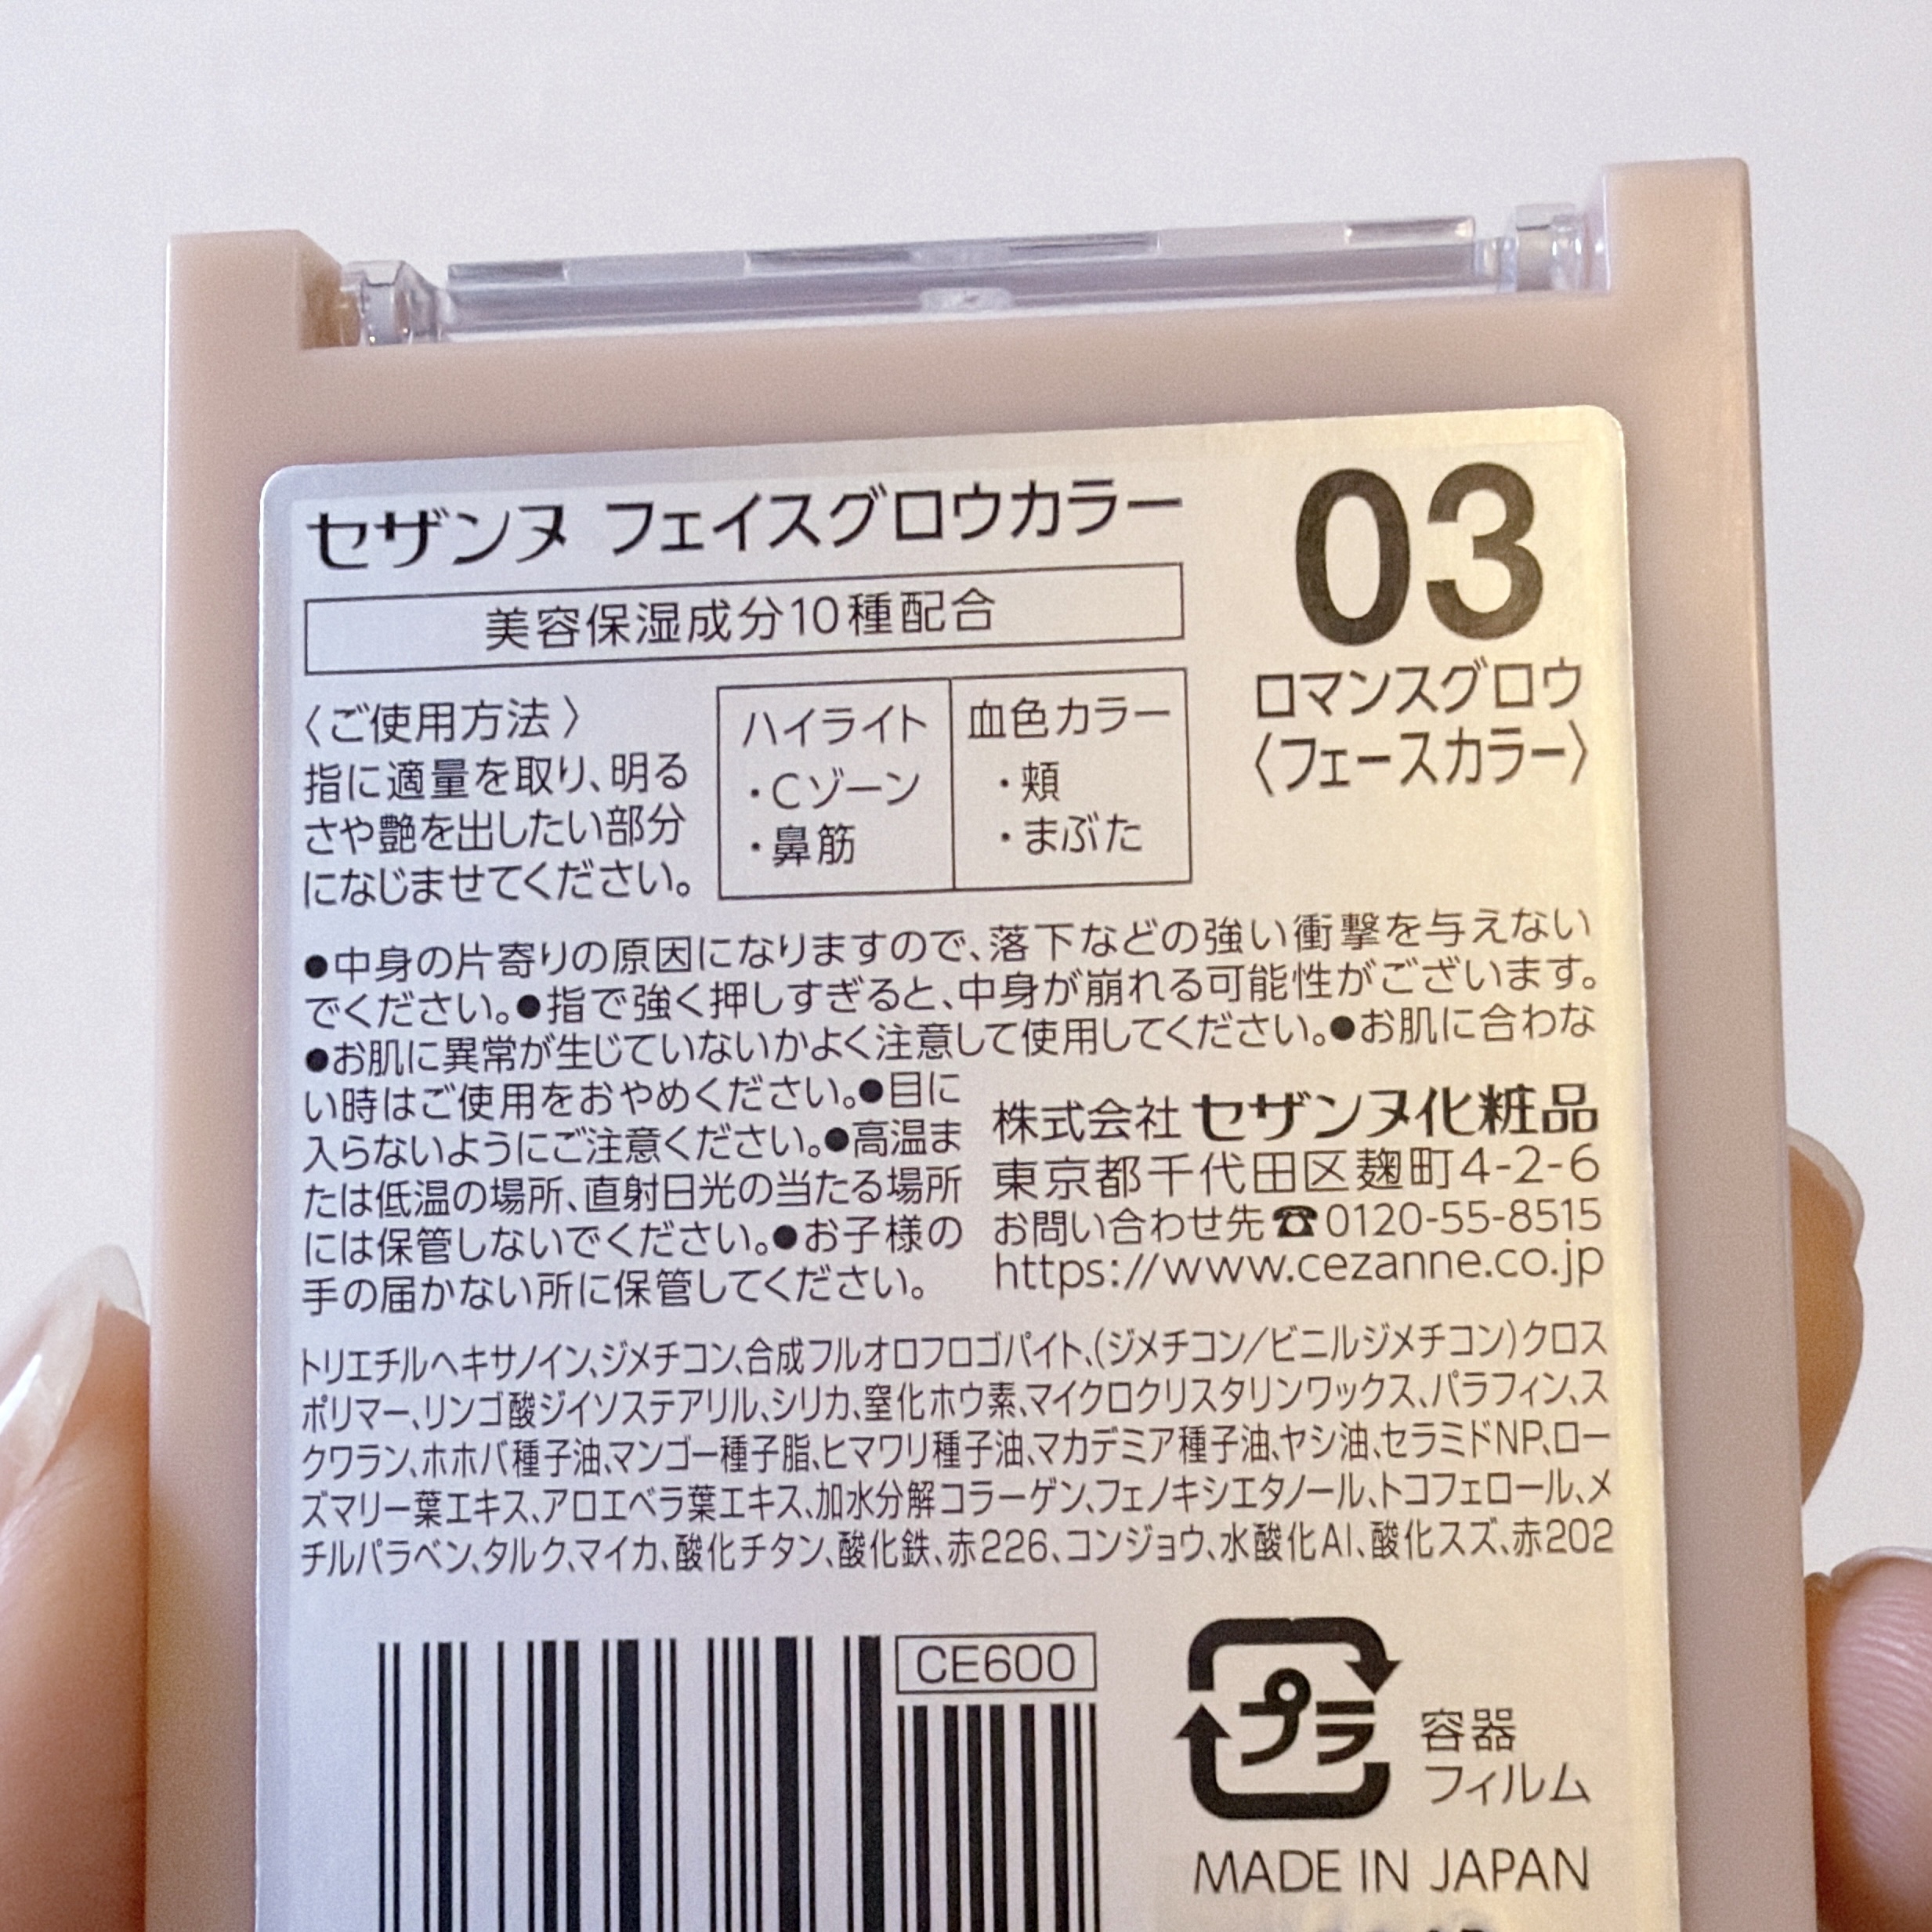 セザンヌ フェイスグロウカラー
03
美容保湿成分10種配合
ロマンスグロウ
〈フェースカラー〉
〈ご使用方法〉
指に適量を取り、明る
さや艶を出したい部分
になじませてください。
ハイライト
・Cゾーン
・鼻筋
血色カラー
・頬
・まぶた
●中身の片寄りの原因になりますので、落下などの強い衝撃を与えない
でください。●指で強く押しすぎると、中身が崩れる可能性がございます。
●お肌に異常が生じていないかよく注意して使用してください。●お肌に合わな
い時はご使用をおやめください。●目に
入らないようにご注意ください。●高温ま
たは低温の場所、直射日光の当たる場所
には保管しないでください。●お子様の
手の届かない所に保管してください。
株式会社 セザンヌ化粧品
東京都千代田区麹町4-2-6
お問い合わせ先☎0120-55-8515
https://www.cezanne.co.jp
トリエチルヘキサノイン、ジメチコン、合成フルオロフロゴパイト、(ジメチコン/ビニルジメチコン)クロス
ポリマー、リンゴ酸ジイソステアリル、シリカ、窒化ホウ素、マイクロクリスタリンワックス、パラフィン、ス
クワラン、ホホバ種子油、マンゴー種子脂、ヒマワリ種子油、マカデミア種子油、ヤシ油、セラミドNP、ロー
ズマリー葉エキス、アロエベラ葉エキス、加水分解コラーゲン、フェノキシエタノール、トコフェロール、メ
チルパラベン、タルク、マイカ、酸化チタン、酸化鉄、赤226、コンジョウ、水酸化Al、酸化スズ、赤202
CE600
プラ
容器
フィルム
MADE IN JAPAN